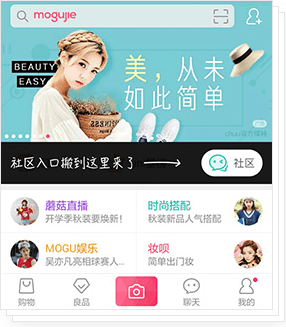 mogujie
BEAUTY
EASY
美，从未
如此简单
广告
社区入口搬到这里来了
社区
蘑菇直播
开学季秋装要焕新！
时尚搭配
秋装新品人气搭配
MOGU娱乐
吴亦凡亮相球赛人...
妆呗
简单出门妆
购物
良品
聊天
我的